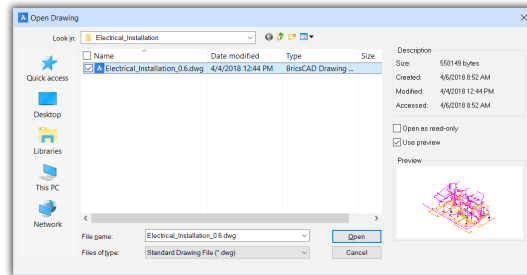 Open Drawing
Look in: Electrical_Installation
Name Date modified Type Size
Electrical_Installation_0.6.dwg 4/4/2018 12:44 PM BricsCAD Drawing ...
Quick access
Desktop
Libraries
This PC
Network
File name: Electrical_Installation_0.6.dwg Open
Files of type: Standard Drawing File (*.dwg) Cancel
Description
Size: 550149 bytes
Created: 4/6/2018 8:52 AM
Modified: 4/4/2018 12:44 PM
Accessed: 4/6/2018 8:52 AM
Open as read-only
Use preview
Preview